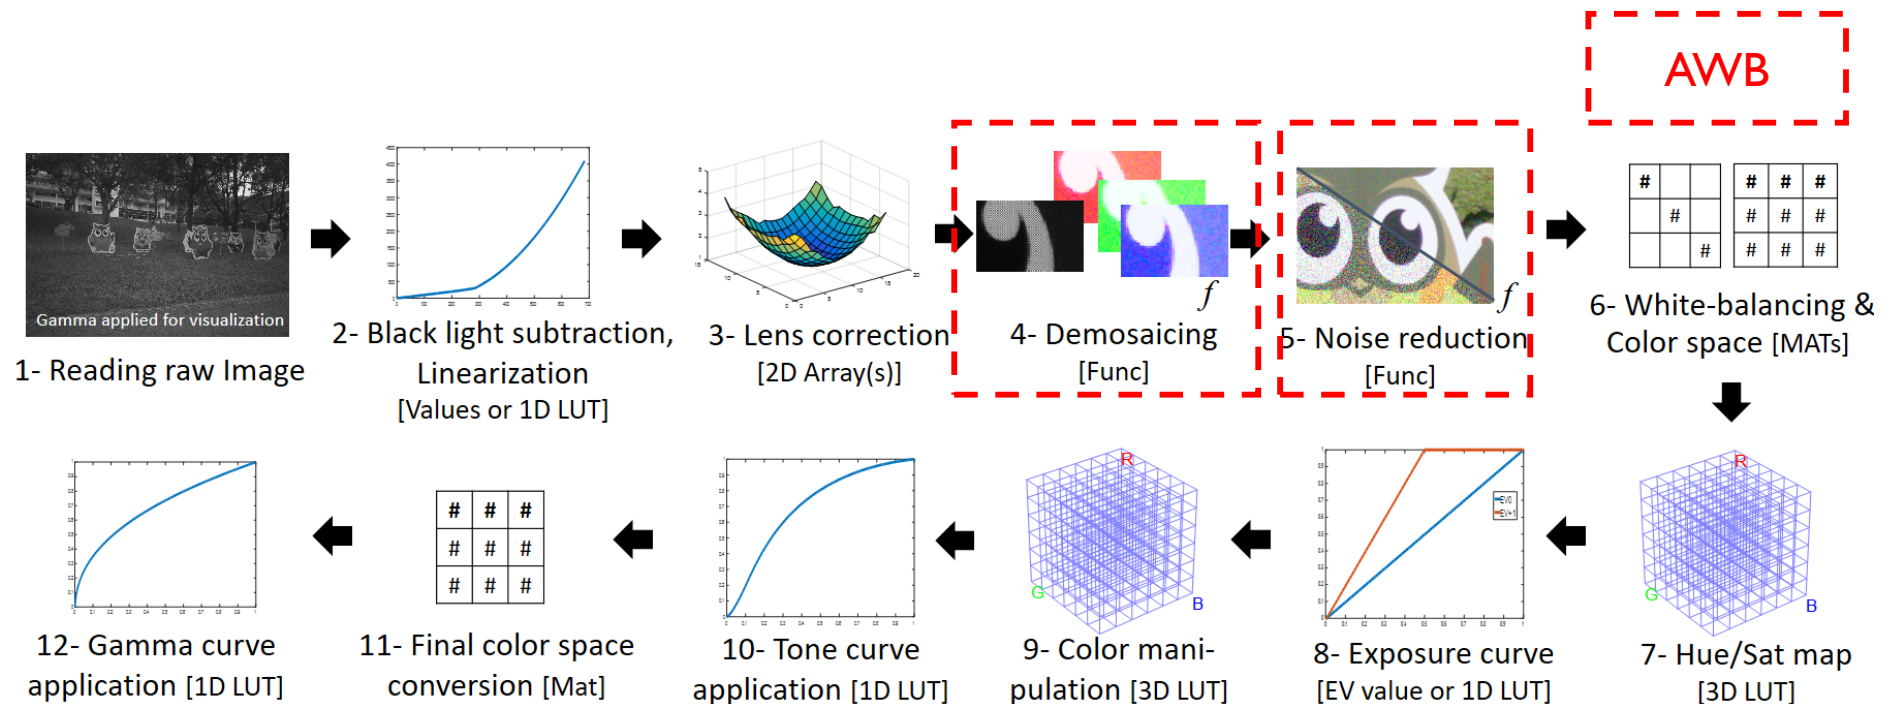 AWB
Gamma applied for visualization
1- Reading raw Image
2- Black light subtraction,
Linearization
[Values or 1D LUT]
3- Lens correction
[2D Array(s)]
f
4- Demosaicing
[Func]
f
5- Noise reduction
[Func]
#
#
#
# # #
# # #
# # #
6- White-balancing &
Color space [MATs]
R
G
B
7- Hue/Sat map
[3D LUT]
EV0
EV+1
8- Exposure curve
[EV value or 1D LUT]
R
G
B
9- Color mani-
pulation [3D LUT]
10- Tone curve
application [1D LUT]
# # #
# # #
# # #
11- Final color space
conversion [Mat]
12- Gamma curve
application [1D LUT]